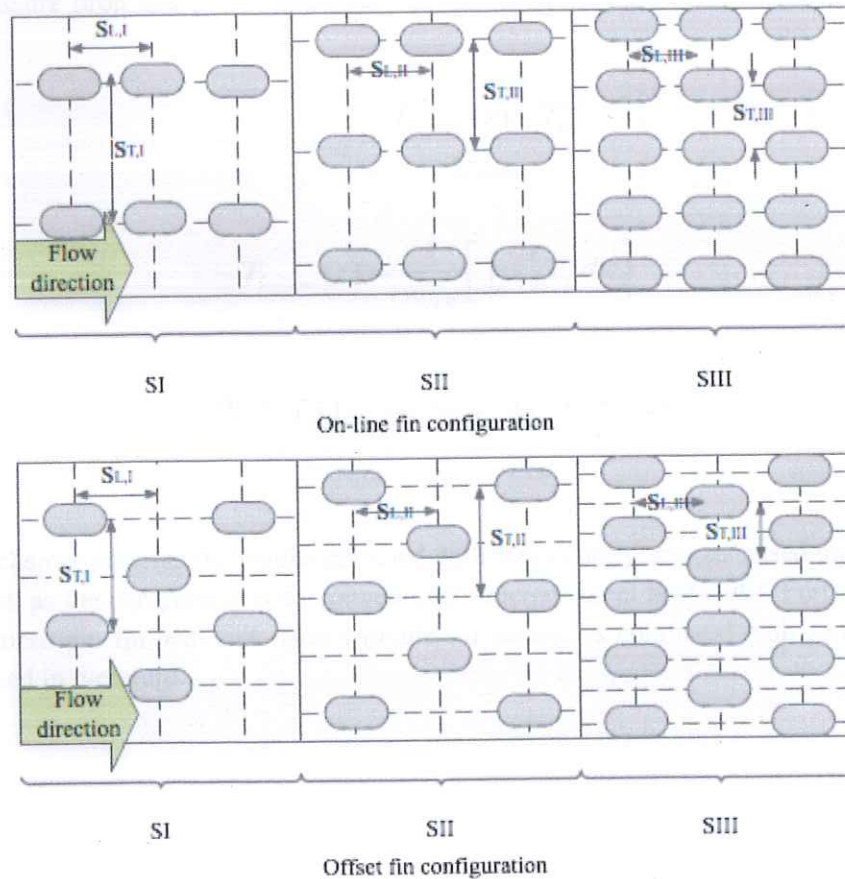 SL,I
SL,II
SL,III
ST,I
ST,II
ST,III
Flow
direction
SI SII SIII
On-line fin configuration
SL,I
SL,II
SL,III
ST,I
ST,II
ST,III
Flow
direction
SI SII SIII
Offset fin configuration